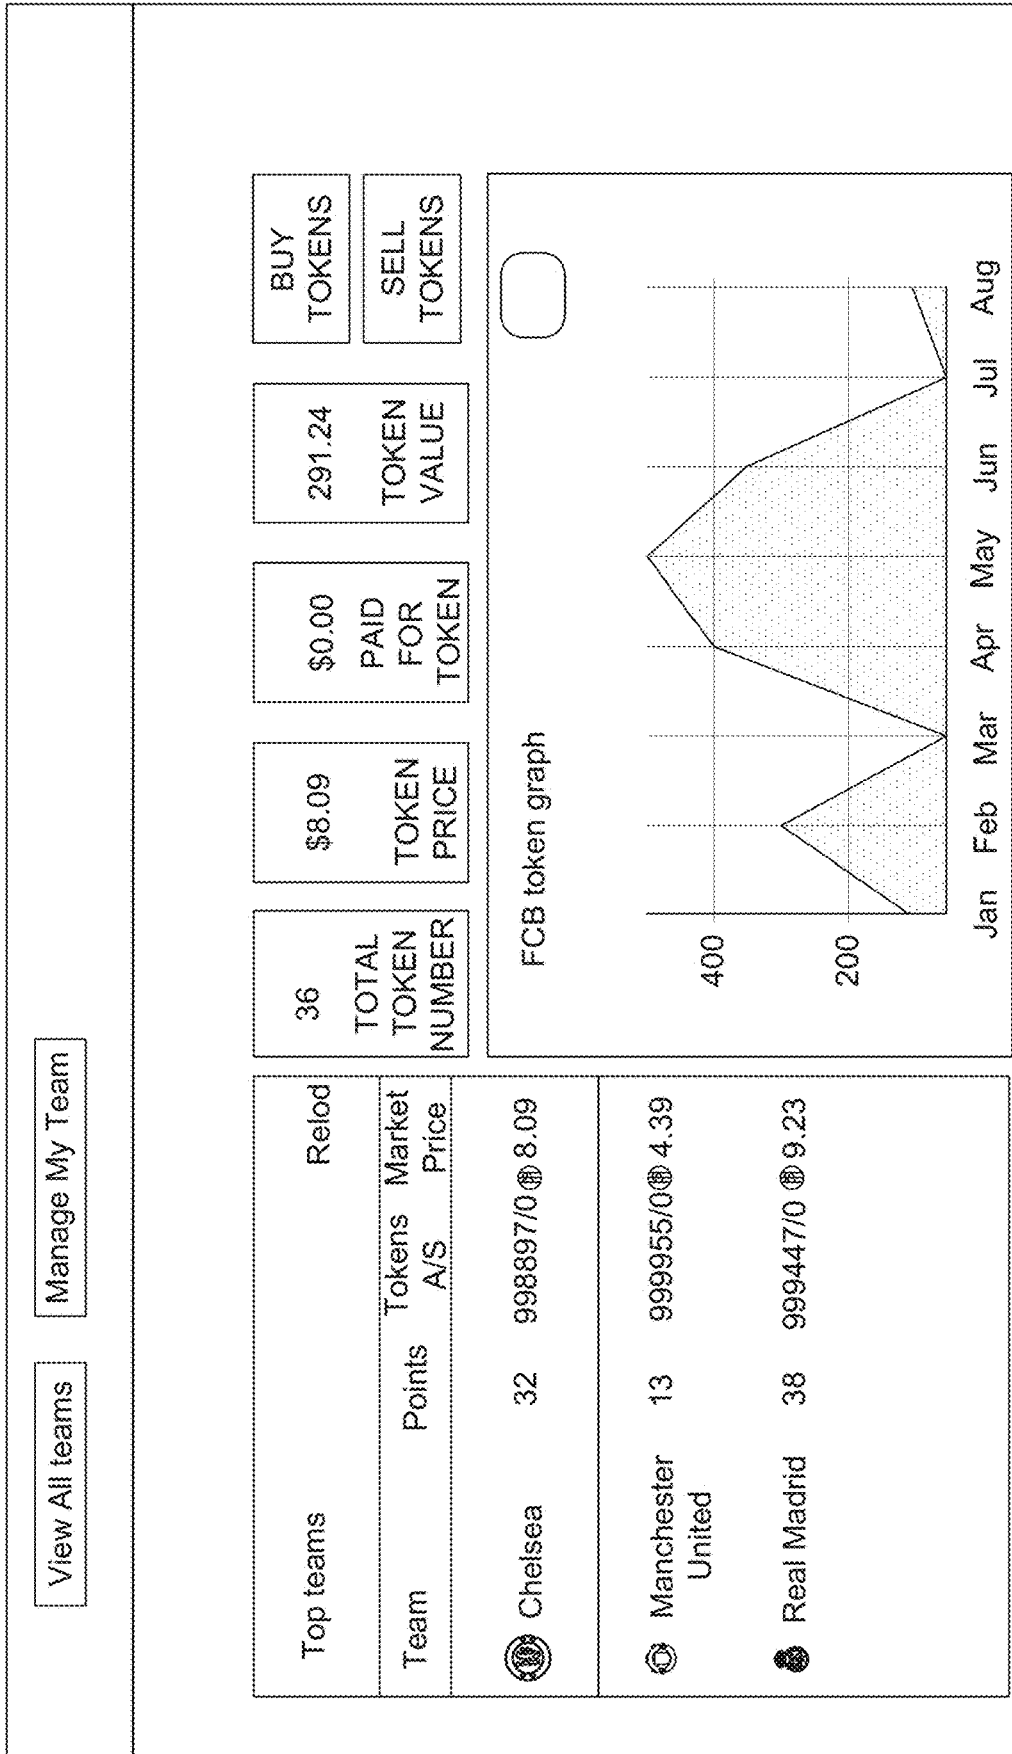 View All teams
Manage My Team
Top teams
Relod
Team
Points
Tokens
A/S
Market
Price
Chelsea
32
998897/0
8.09
Manchester
United
13
999955/0
4.39
Real Madrid
38
999447/0
9.23
36
TOTAL
TOKEN
NUMBER
$8.09
TOKEN
PRICE
$0.00
PAID
FOR
TOKEN
291.24
TOKEN
VALUE
BUY
TOKENS
SELL
TOKENS
FCB token graph
400
200
Jan Feb Mar Apr May Jun Jul Aug